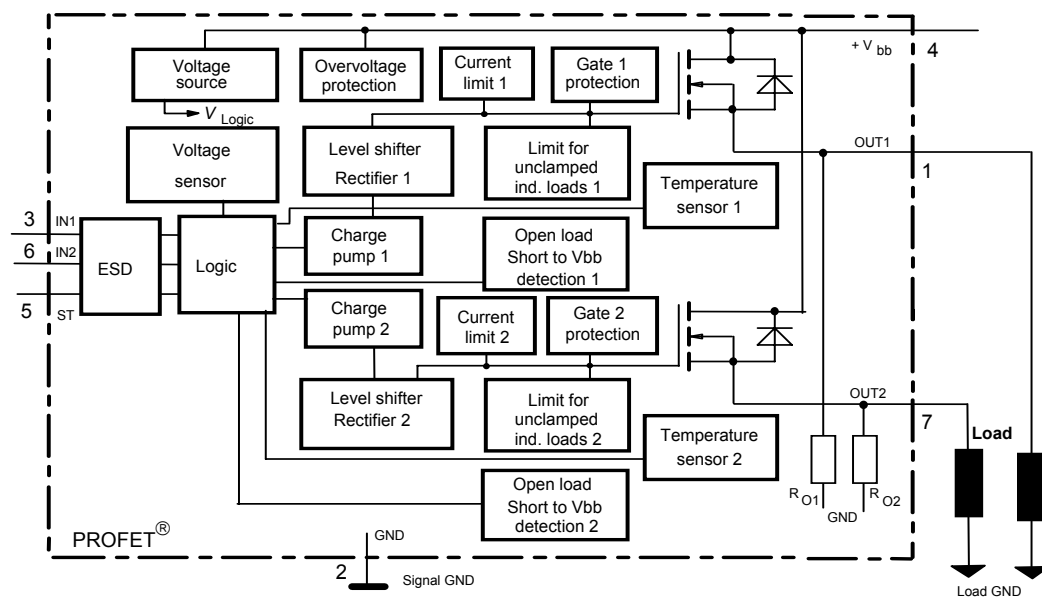 + V bb
4
Voltage
source
Overvoltage
protection
Current
limit 1
Gate 1
protection
V Logic
Voltage
sensor
Level shifter
Rectifier 1
Limit for
unclamped
ind. loads 1
OUT1
1
Temperature
sensor 1
3 IN1
6 IN2
5 ST
ESD
Logic
Charge
pump 1
Open load
Short to Vbb
detection 1
Charge
pump 2
Current
limit 2
Gate 2
protection
Level shifter
Rectifier 2
Limit for
unclamped
ind. loads 2
OUT2
7
Load
Temperature
sensor 2
R O1
R O2
GND
Open load
Short to Vbb
detection 2
PROFET®
GND
2
Signal GND
Load GND